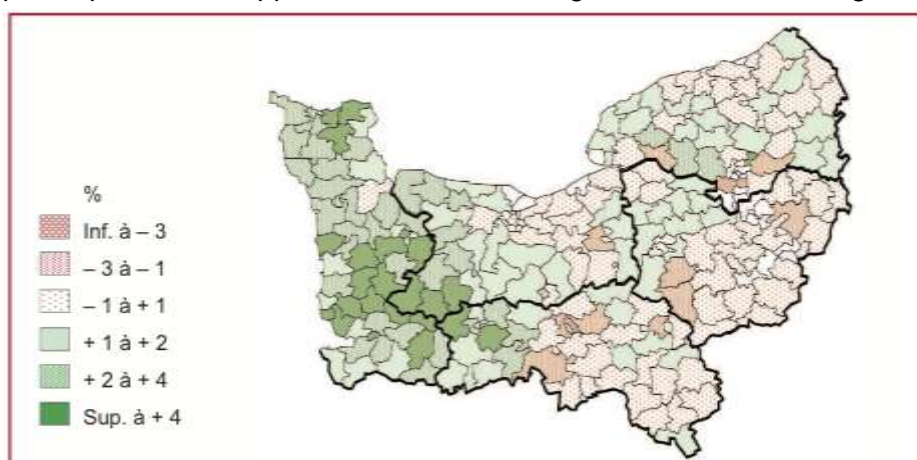 %
Inf. à – 3
– 3 à – 1
– 1 à + 1
+ 1 à + 2
+ 2 à + 4
Sup. à + 4